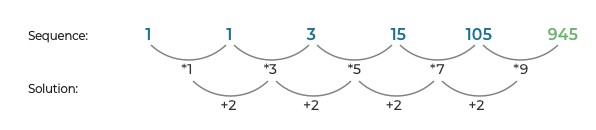 Sequence: 1 1 3 15 105 945
*1 *3 *5 *7 *9
Solution:
+2 +2 +2 +2